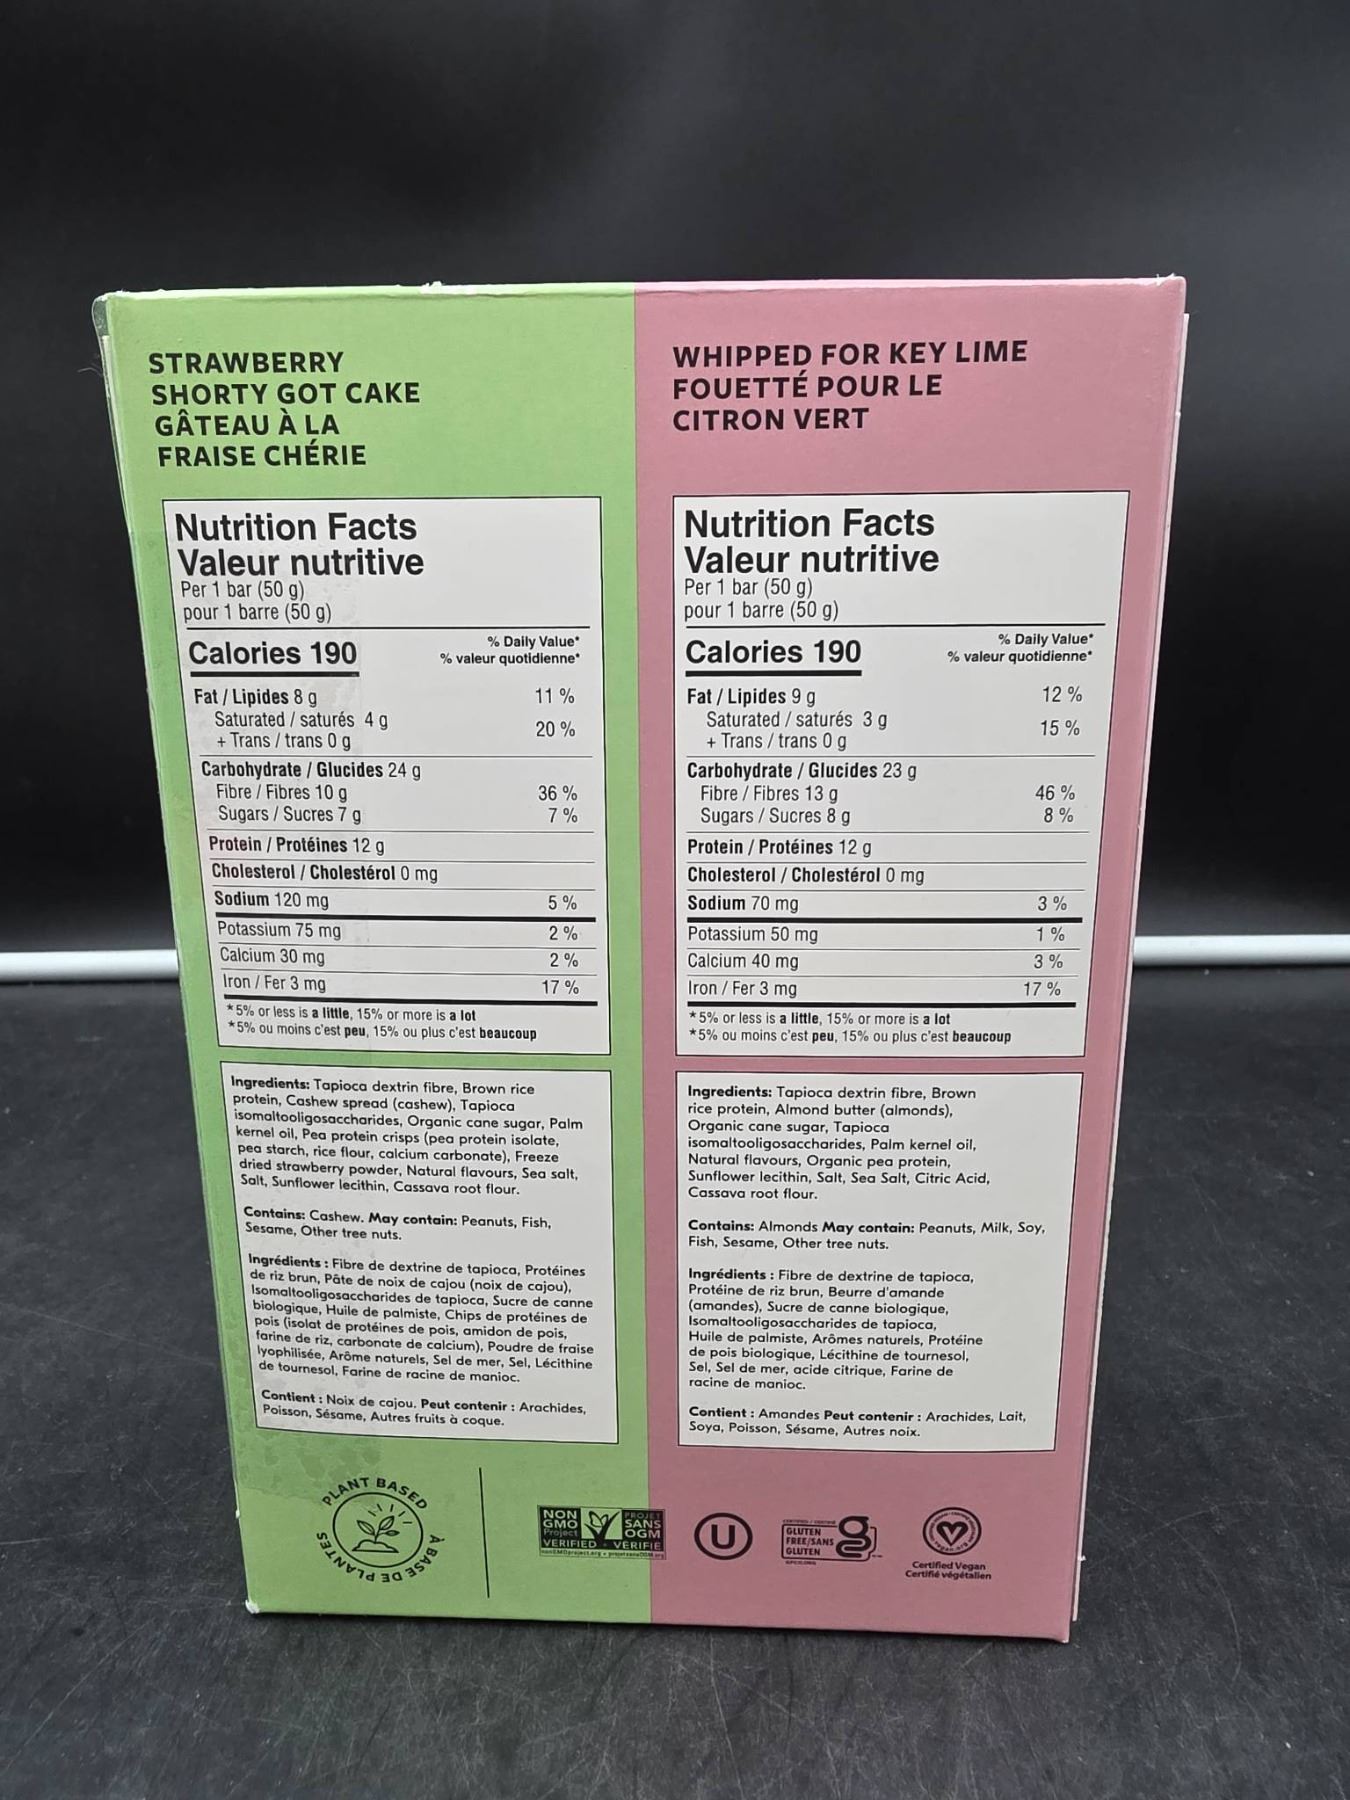 STRAWBERRY
SHORTY GOT CAKE
GÂTEAU À LA
FRAISE CHÉRIE
Nutrition Facts
Valeur nutritive
Per 1 bar (50 g)
pour 1 barre (50 g)
Calories 190
% Daily Value*
% valeur quotidienne*
Fat / Lipides 8 g 11 %
Saturated / saturés 4 g
+ Trans / trans 0 g 20 %
Carbohydrate / Glucides 24 g
Fibre / Fibres 10 g 36 %
Sugars / Sucres 7 g 7 %
Protein / Protéines 12 g
Cholesterol / Cholestérol 0 mg
Sodium 120 mg 5 %
Potassium 75 mg 2 %
Calcium 30 mg 2 %
Iron / Fer 3 mg 17 %
*5% or less is a little, 15% or more is a lot
*5% ou moins c'est peu, 15% ou plus c'est beaucoup
Ingredients: Tapioca dextrin fibre, Brown rice
protein, Cashew spread (cashew), Tapioca
isomaltooligosaccharides, Organic cane sugar, Palm
kernel oil, Pea protein crisps (pea protein isolate,
pea starch, rice flour, calcium carbonate), Freeze
dried strawberry powder, Natural flavours, Sea salt,
Salt, Sunflower lecithin, Cassava root flour.
Contains: Cashew. May contain: Peanuts, Fish,
Sesame, Other tree nuts.
Ingrédients : Fibre de dextrine de tapioca, Protéines
de riz brun, Pâte de noix de cajou (noix de cajou),
Isomaltooligosaccharides de tapioca, Sucre de canne
biologique, Huile de palmiste, Chips de protéines de
pois (isolat de protéines de pois, amidon de pois,
farine de riz, carbonate de calcium), Poudre de fraise
lyophilisée, Arôme naturels, Sel de mer, Sel, Lécithine
de tournesol, Farine de racine de manioc.
Contient : Noix de cajou. Peut contenir : Arachides,
Poisson, Sésame, Autres fruits à coque.
PLANT BASED
À BASE DE PLANTES
WHIPPED FOR KEY LIME
FOUETTÉ POUR LE
CITRON VERT
Nutrition Facts
Valeur nutritive
Per 1 bar (50 g)
pour 1 barre (50 g)
Calories 190
% Daily Value*
% valeur quotidienne*
Fat / Lipides 9 g 12 %
Saturated / saturés 3 g
+ Trans / trans 0 g 15 %
Carbohydrate / Glucides 23 g
Fibre / Fibres 13 g 46 %
Sugars / Sucres 8 g 8 %
Protein / Protéines 12 g
Cholesterol / Cholestérol 0 mg
Sodium 70 mg 3 %
Potassium 50 mg 1 %
Calcium 40 mg 3 %
Iron / Fer 3 mg 17 %
*5% or less is a little, 15% or more is a lot
*5% ou moins c'est peu, 15% ou plus c'est beaucoup
Ingredients: Tapioca dextrin fibre, Brown
rice protein, Almond butter (almonds),
Organic cane sugar, Tapioca
isomaltooligosaccharides, Palm kernel oil,
Natural flavours, Organic pea protein,
Sunflower lecithin, Salt, Sea Salt, Citric Acid,
Cassava root flour.
Contains: Almonds May contain: Peanuts, Milk, Soy,
Fish, Sesame, Other tree nuts.
Ingrédients : Fibre de dextrine de tapioca,
Protéine de riz brun, Beurre d'amande
(amandes), Sucre de canne biologique,
Isomaltooligosaccharides de tapioca,
Huile de palmiste, Arômes naturels, Protéine
de pois biologique, Lécithine de tournesol,
Sel, Sel de mer, acide citrique, Farine de
racine de manioc.
Contient : Amandes Peut contenir : Arachides, Lait,
Soya, Poisson, Sésame, Autres noix.
NON
GMO
Project
PROJET
SANS
OGM
VERIFIED VÉRIFIÉ
nonGMOproject.org • projetsansOGM.org
U
GLUTEN
FREE/SANS
GLUTEN
Certified Vegan
Certifié végétalien